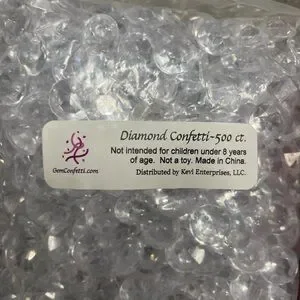 Diamond Confetti~500 ct.
Not intended for children under 8 years
of age. Not a toy. Made in China.
Distributed by Kevi Enterprises, LLC.
GemConfetti.com